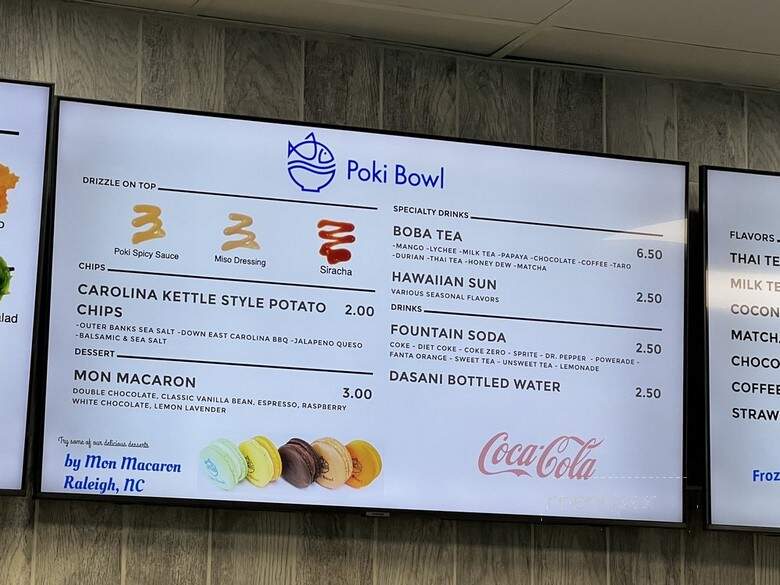 Poki Bowl
DRIZZLE ON TOP
Poki Spicy Sauce
Miso Dressing
Siracha
CHIPS
CAROLINA KETTLE STYLE POTATO 2.00
CHIPS
-OUTER BANKS SEA SALT -DOWN EAST CAROLINA BBQ -JALAPENO QUESO
-BALSAMIC & SEA SALT
DESSERT
MON MACARON 3.00
DOUBLE CHOCOLATE, CLASSIC VANILLA BEAN, ESPRESSO, RASPBERRY
WHITE CHOCOLATE, LEMON LAVENDER
Try some of our delicious desserts
by Mon Macaron
Raleigh, NC
SPECIALTY DRINKS
BOBA TEA 6.50
-MANGO -LYCHEE -MILK TEA -PAPAYA -CHOCOLATE -COFFEE -TARO
-DURIAN -THAI TEA -HONEY DEW -MATCHA
HAWAIIAN SUN 2.50
VARIOUS SEASONAL FLAVORS
DRINKS
FOUNTAIN SODA 2.50
COKE - DIET COKE - COKE ZERO - SPRITE - DR. PEPPER - POWERADE -
FANTA ORANGE - SWEET TEA - UNSWEET TEA - LEMONADE
DASANI BOTTLED WATER 2.50
Coca-Cola
FLAVORS
THAI TE
MILK TE
COCON
MATCH
CHOCO
COFFEE
STRAW
Froz
alad